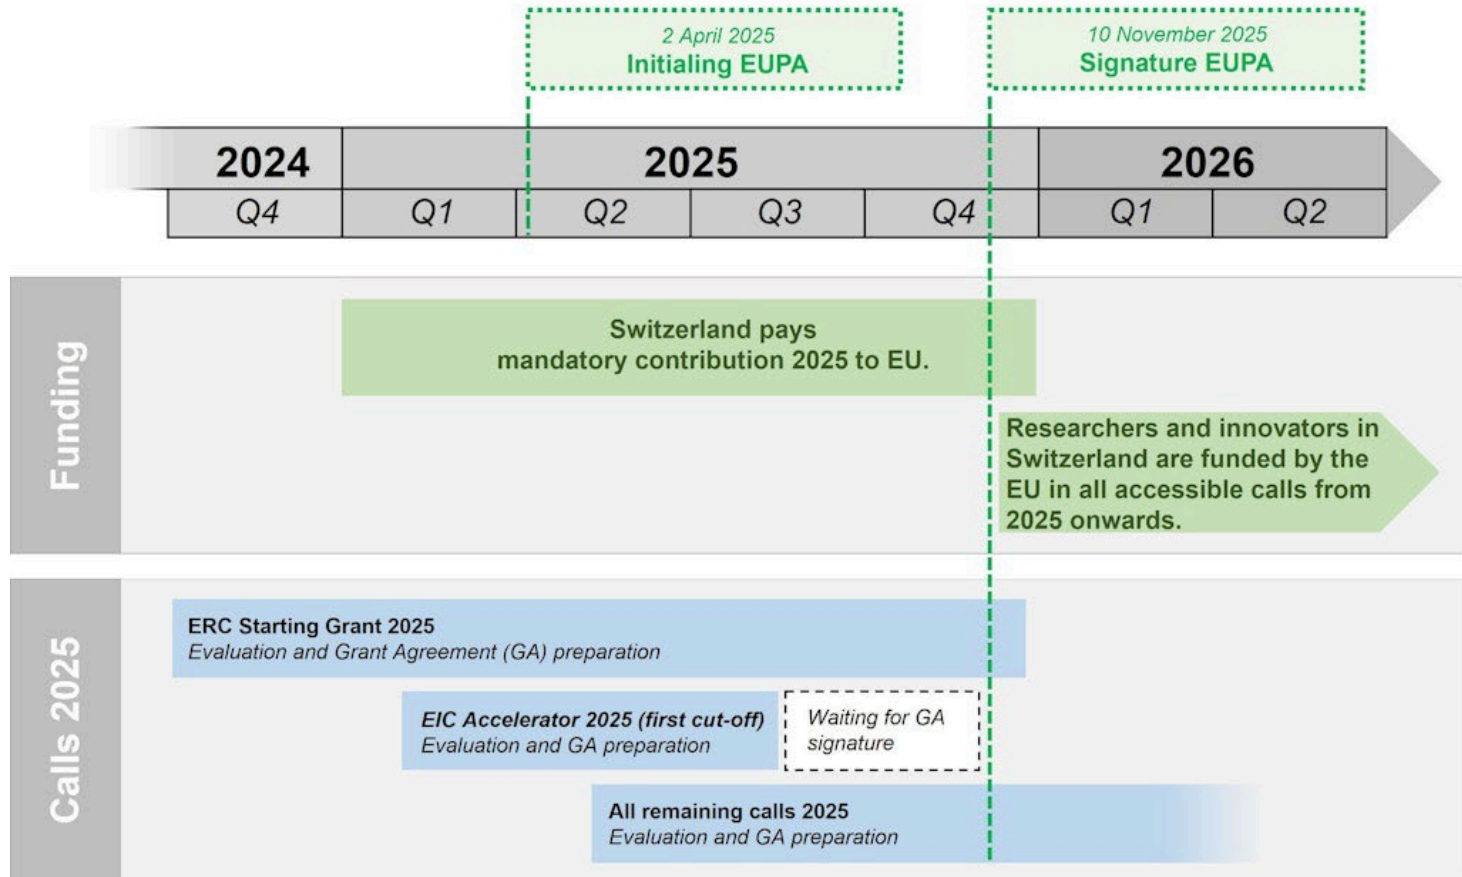 2 April 2025
Initialing EUPA
10 November 2025
Signature EUPA
2024
2025
2026
Q4
Q1
Q2
Q3
Q4
Q1
Q2
Funding
Switzerland pays
mandatory contribution 2025 to EU.
Researchers and innovators in
Switzerland are funded by the
EU in all accessible calls from
2025 onwards.
Calls 2025
ERC Starting Grant 2025
Evaluation and Grant Agreement (GA) preparation
EIC Accelerator 2025 (first cut-off)
Evaluation and GA preparation
Waiting for GA
signature
All remaining calls 2025
Evaluation and GA preparation